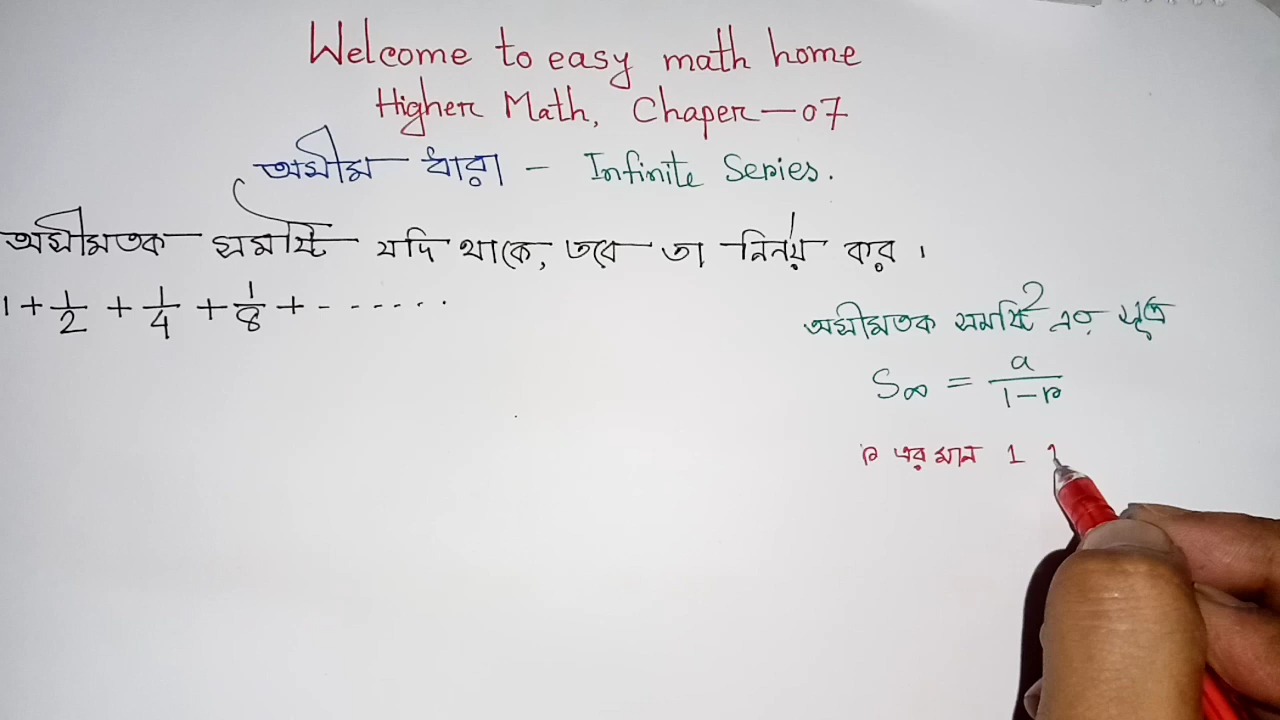 Welcome to easy math home
Higher Math, Chaper—07
অসীম ধারা - Infinite Series.
অসীমতক সমষ্টি যদি থাকে, তবে তা নির্নয় কর।
1 + 1/2 + 1/4 + 1/8 + - - - - - -
অসীমতক সমষ্টি এর সূত্র
S∞ = a/(1-r)
r এর মান 1